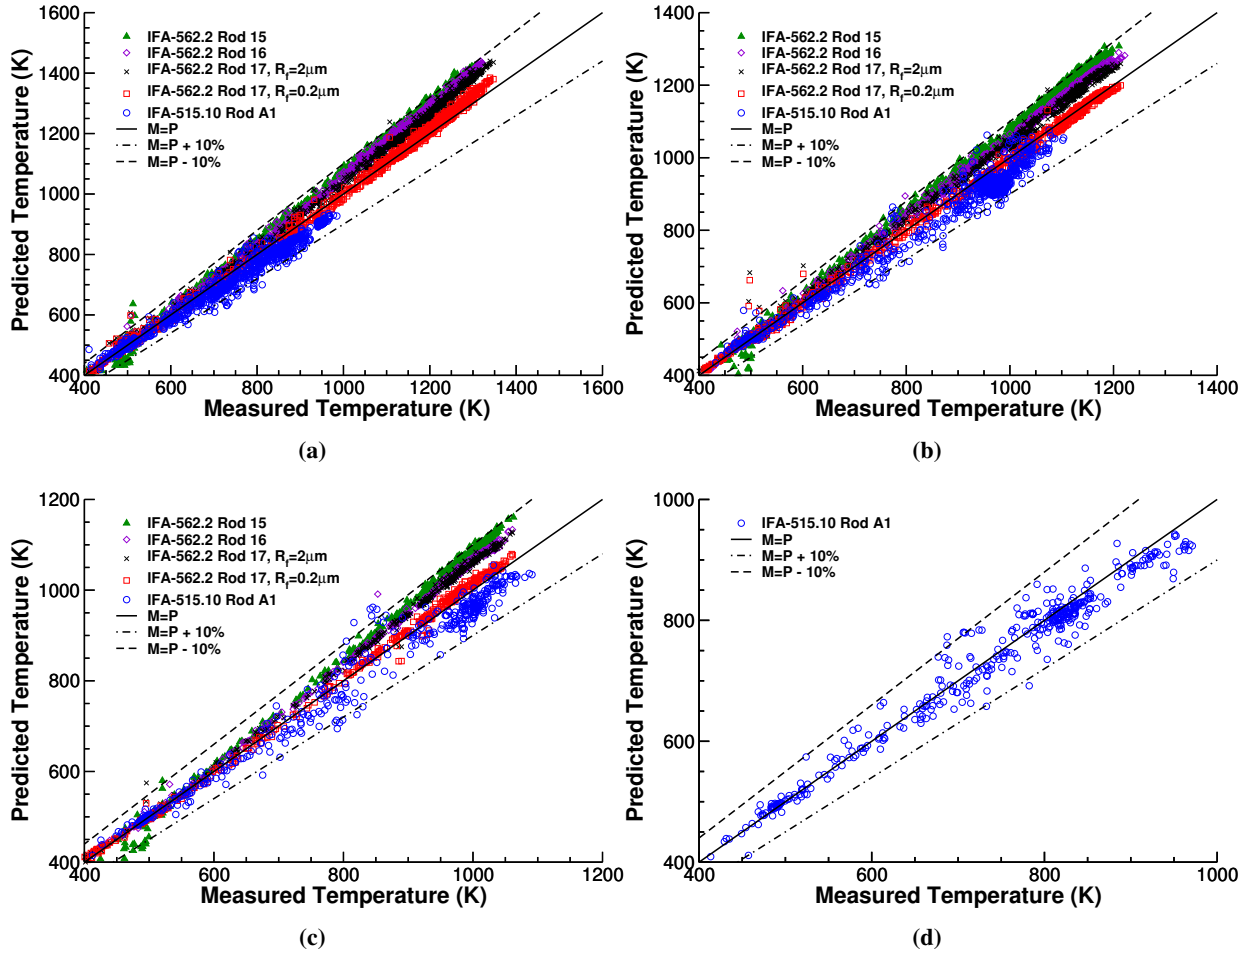 1600
1400
1200
1000
800
600
400
Predicted Temperature (K)
IFA-562.2 Rod 15
IFA-562.2 Rod 16
IFA-562.2 Rod 17, Rf=2μm
IFA-562.2 Rod 17, Rf=0.2μm
IFA-515.10 Rod A1
M=P
M=P + 10%
M=P - 10%
400 600 800 1000 1200 1400 1600
Measured Temperature (K)
(a)
1400
1200
1000
800
600
400
Predicted Temperature (K)
IFA-562.2 Rod 15
IFA-562.2 Rod 16
IFA-562.2 Rod 17, Rf=2μm
IFA-562.2 Rod 17, Rf=0.2μm
IFA-515.10 Rod A1
M=P
M=P + 10%
M=P - 10%
400 600 800 1000 1200 1400
Measured Temperature (K)
(b)
1200
1000
800
600
400
Predicted Temperature (K)
IFA-562.2 Rod 15
IFA-562.2 Rod 16
IFA-562.2 Rod 17, Rf=2μm
IFA-562.2 Rod 17, Rf=0.2μm
IFA-515.10 Rod A1
M=P
M=P + 10%
M=P - 10%
400 600 800 1000 1200
Measured Temperature (K)
(c)
1000
800
600
400
Predicted Temperature (K)
IFA-515.10 Rod A1
M=P
M=P + 10%
M=P - 10%
400 600 800 1000
Measured Temperature (K)
(d)